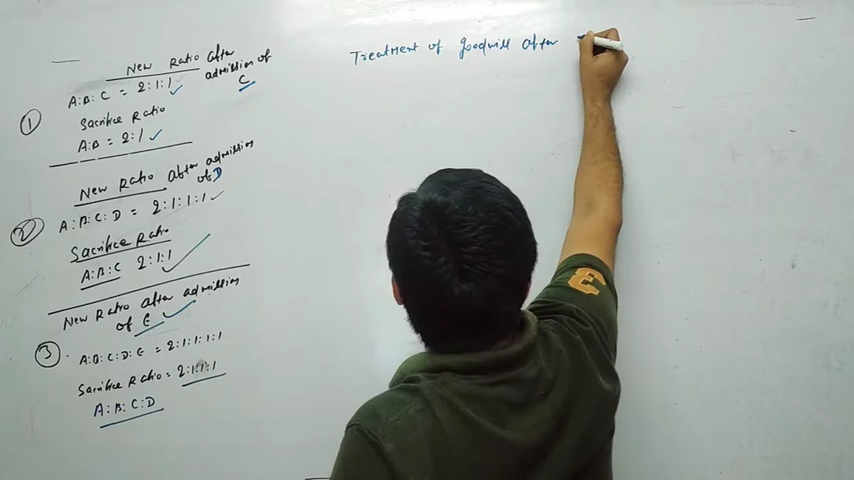 New Ratio after
admission of
C
① A:B:C = 2:1:1
Sacrifice Ratio
A:B = 2:1
New Ratio after admission
of D
② A:B:C:D = 2:1:1:1
Sacrifice Ratio
A:B:C 2:1:1
New Ratio after admission
of E
③ A:B:C:D:E = 2:1:1:1:1
Sacrifice Ratio = 2:1:1:1
A:B:C:D
Treatment of goodwill after
3